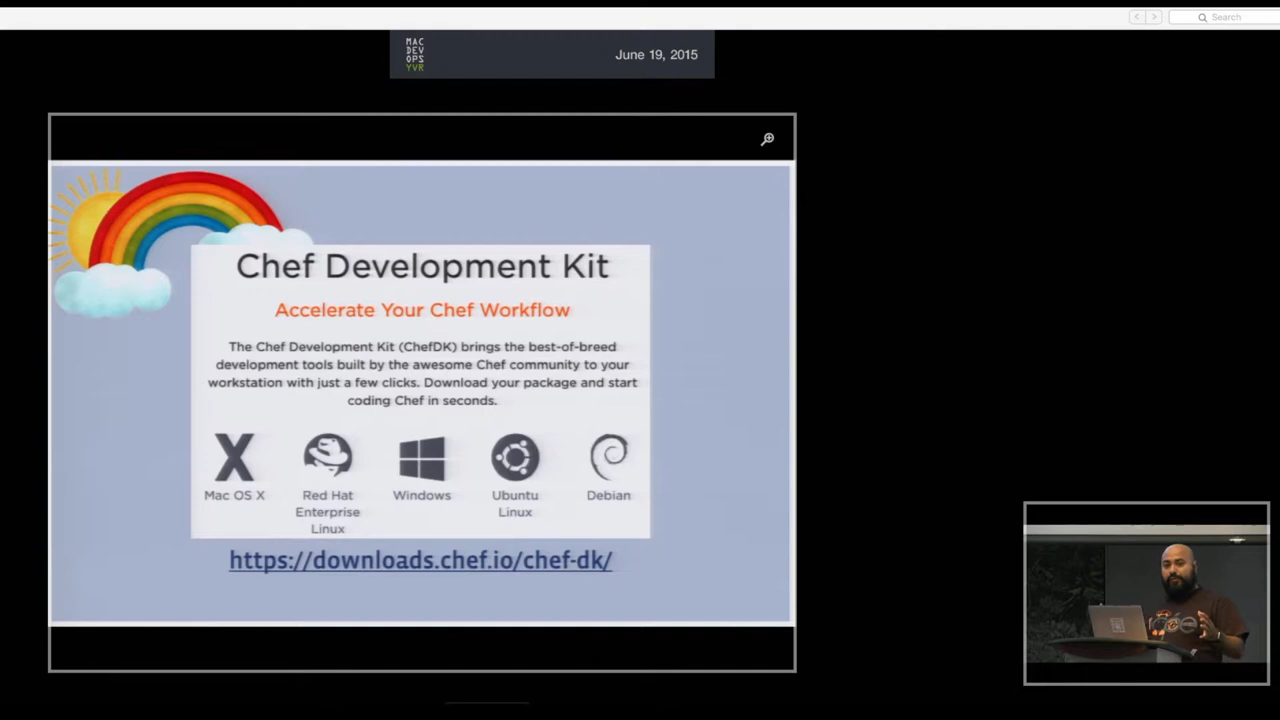 Search
MAC
DEV
OPS
YVR
June 19, 2015
Chef Development Kit
Accelerate Your Chef Workflow
The Chef Development Kit (ChefDK) brings the best-of-breed
development tools built by the awesome Chef community to your
workstation with just a few clicks. Download your package and start
coding Chef in seconds.
Mac OS X
Red Hat
Enterprise
Linux
Windows
Ubuntu
Linux
Debian
https://downloads.chef.io/chef-dk/